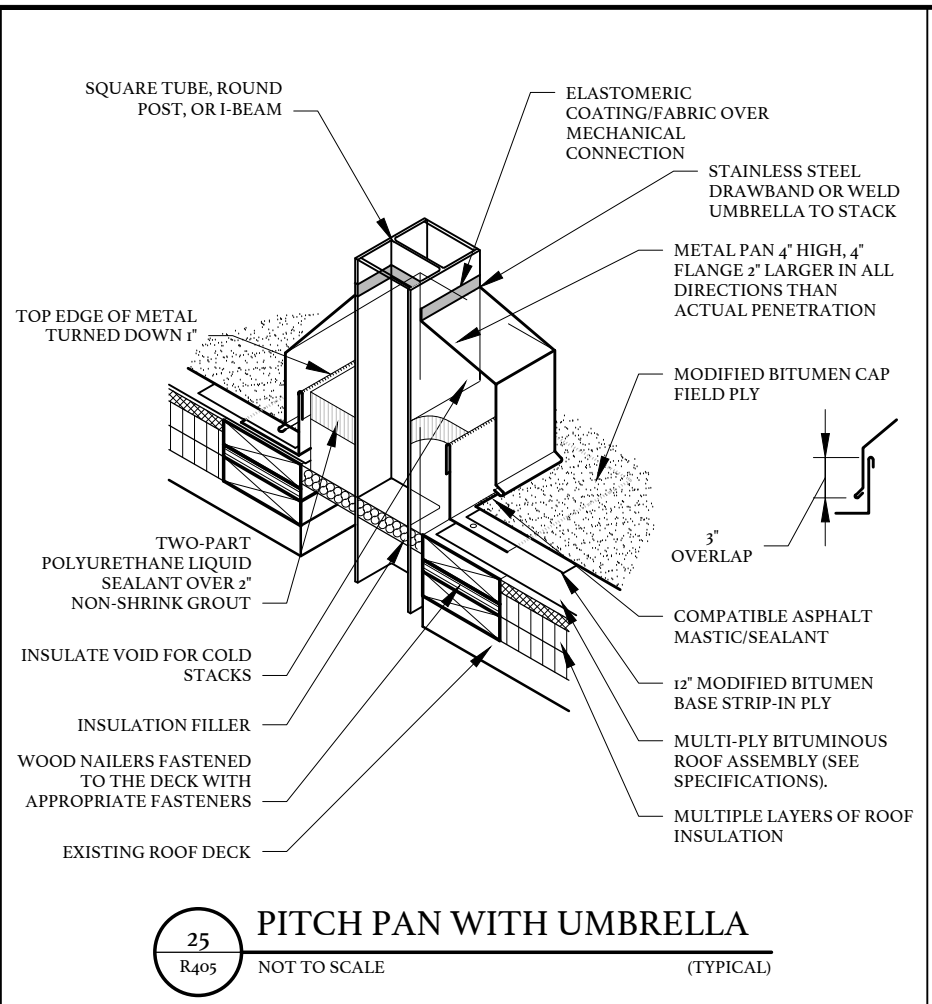 SQUARE TUBE, ROUND
POST, OR I-BEAM
TOP EDGE OF METAL
TURNED DOWN 1"
TWO-PART
POLYURETHANE LIQUID
SEALANT OVER 2"
NON-SHRINK GROUT
INSULATE VOID FOR COLD
STACKS
INSULATION FILLER
WOOD NAILERS FASTENED
TO THE DECK WITH
APPROPRIATE FASTENERS
EXISTING ROOF DECK
ELASTOMERIC
COATING/FABRIC OVER
MECHANICAL
CONNECTION
STAINLESS STEEL
DRAWBAND OR WELD
UMBRELLA TO STACK
METAL PAN 4" HIGH, 4"
FLANGE 2" LARGER IN ALL
DIRECTIONS THAN
ACTUAL PENETRATION
MODIFIED BITUMEN CAP
FIELD PLY
3"
OVERLAP
COMPATIBLE ASPHALT
MASTIC/SEALANT
12" MODIFIED BITUMEN
BASE STRIP-IN PLY
MULTI-PLY BITUMINOUS
ROOF ASSEMBLY (SEE
SPECIFICATIONS).
MULTIPLE LAYERS OF ROOF
INSULATION
25
R405
PITCH PAN WITH UMBRELLA
NOT TO SCALE
(TYPICAL)